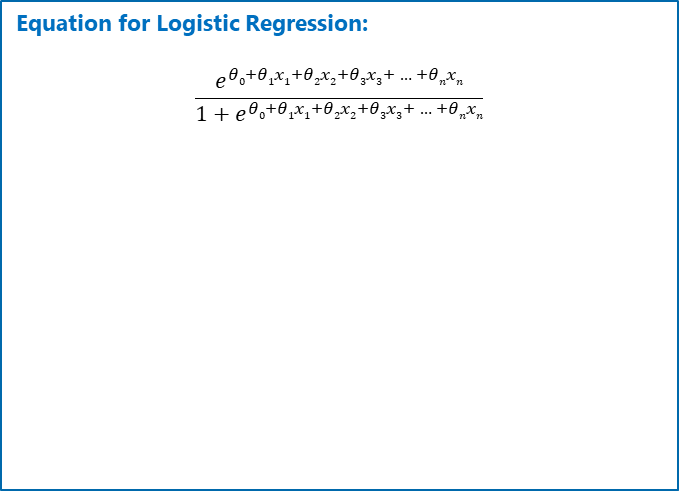 Equation for Logistic Regression:
e^{θ₀+θ₁x₁+θ₂x₂+θ₃x₃+ … +θₙxₙ}
1 + e^{θ₀+θ₁x₁+θ₂x₂+θ₃x₃+ … +θₙxₙ}